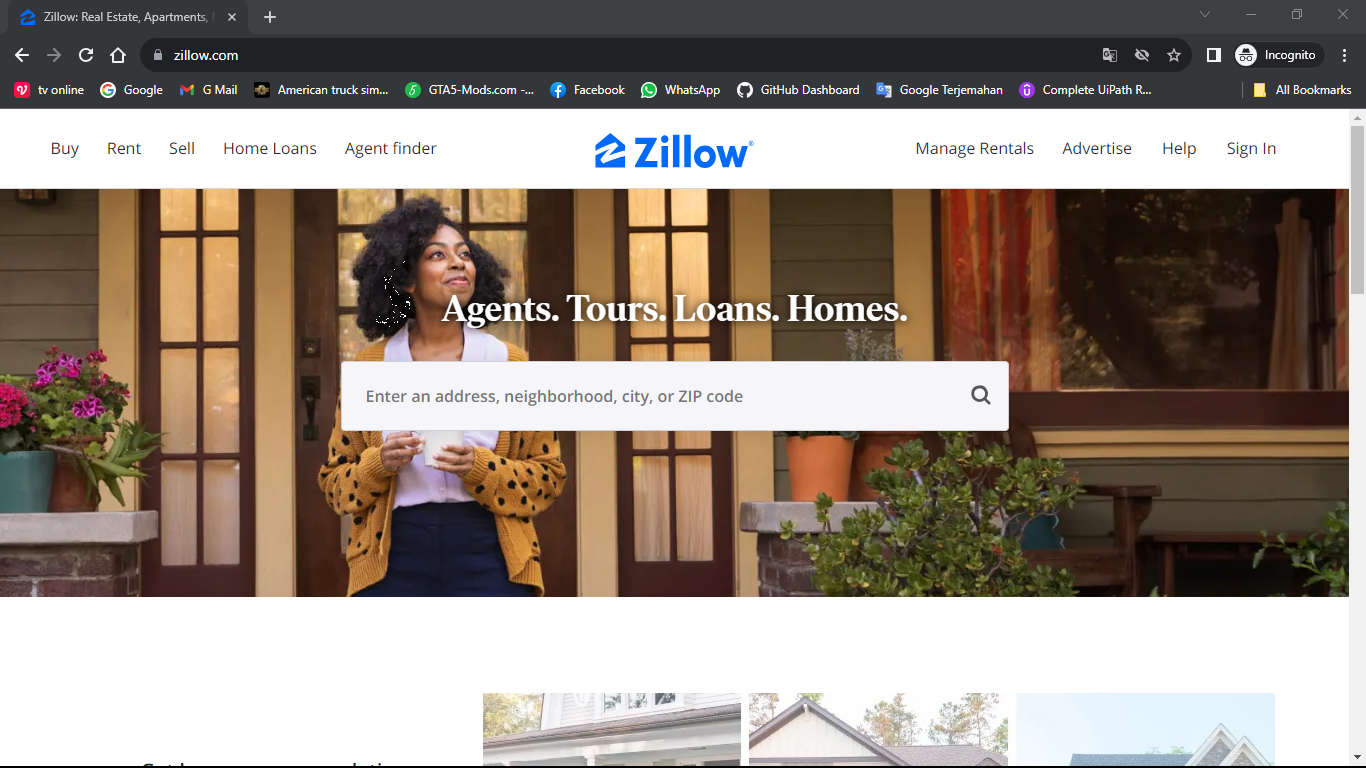 Zillow: Real Estate, Apartments,
zillow.com
Incognito
tv online
Google
G Mail
American truck sim...
GTA5-Mods.com -...
Facebook
WhatsApp
GitHub Dashboard
Google Terjemahan
Complete UiPath R...
All Bookmarks
Buy
Rent
Sell
Home Loans
Agent finder
Zillow®
Manage Rentals
Advertise
Help
Sign In
Agents. Tours. Loans. Homes.
Enter an address, neighborhood, city, or ZIP code